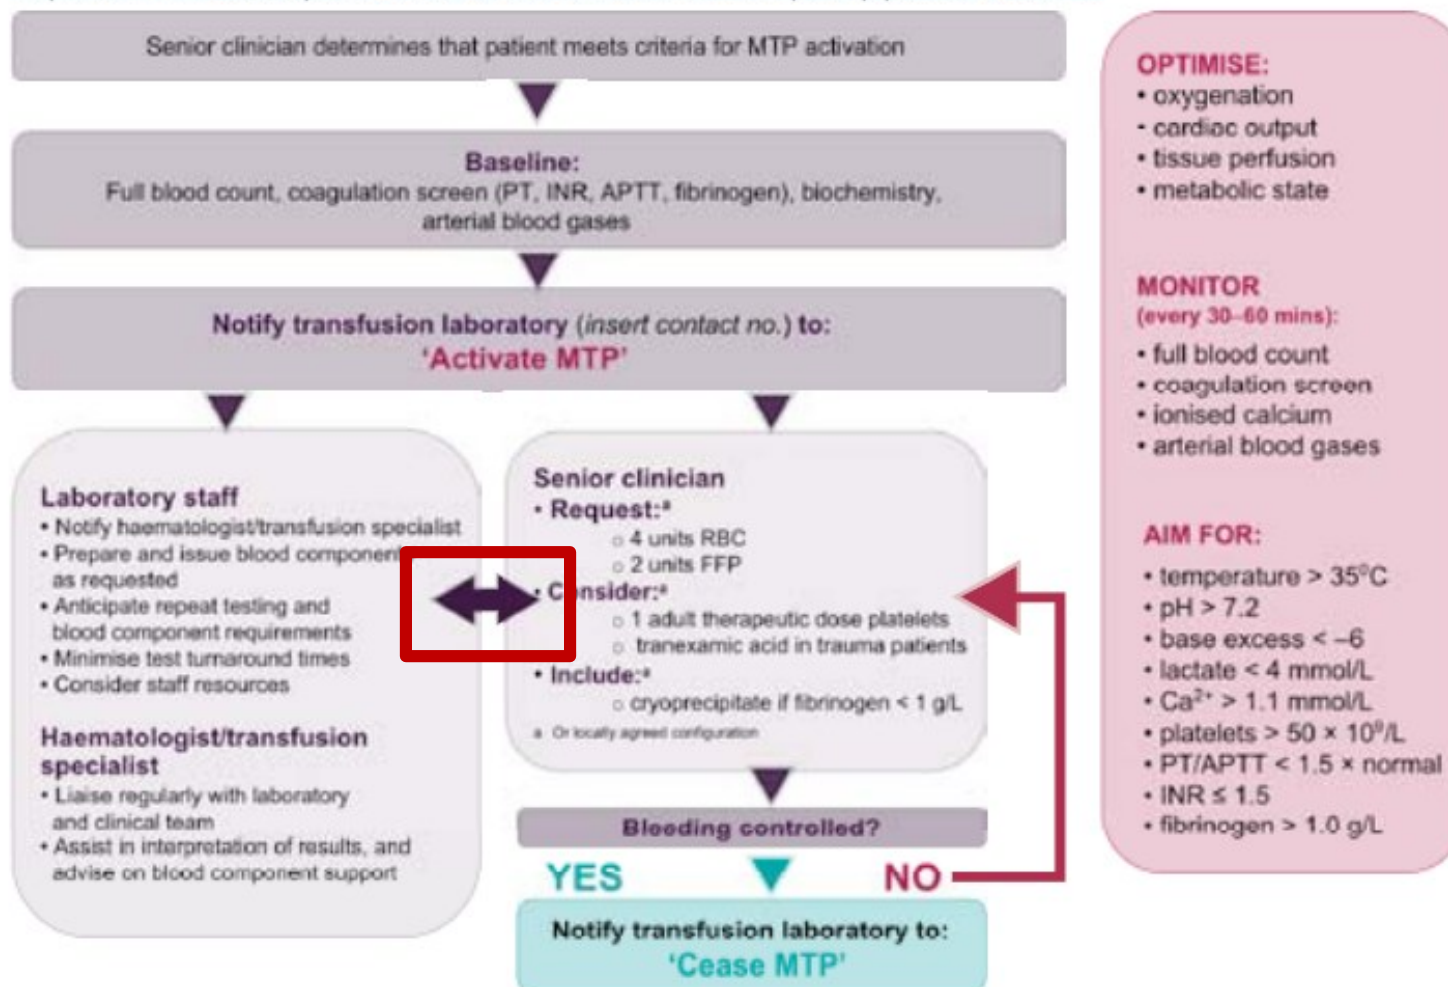 Senior clinician determines that patient meets criteria for MTP activation
Baseline:
Full blood count, coagulation screen (PT, INR, APTT, fibrinogen), biochemistry,
arterial blood gases
Notify transfusion laboratory (insert contact no.) to:
‘Activate MTP’
Laboratory staff
• Notify haematologist/transfusion specialist
• Prepare and issue blood component
as requested
• Anticipate repeat testing and
blood component requirements
• Minimise test turnaround times
• Consider staff resources
Haematologist/transfusion
specialist
• Liaise regularly with laboratory
and clinical team
• Assist in interpretation of results, and
advise on blood component support
Senior clinician
• Request:ª
○ 4 units RBC
○ 2 units FFP
• Consider:ª
○ 1 adult therapeutic dose platelets
○ tranexamic acid in trauma patients
• Include:ª
○ cryoprecipitate if fibrinogen < 1 g/L
a Or locally agreed configuration
Bleeding controlled?
YES NO
Notify transfusion laboratory to:
‘Cease MTP’
OPTIMISE:
• oxygenation
• cardiac output
• tissue perfusion
• metabolic state
MONITOR
(every 30–60 mins):
• full blood count
• coagulation screen
• ionised calcium
• arterial blood gases
AIM FOR:
• temperature > 35⁰C
• pH > 7.2
• base excess < –6
• lactate < 4 mmol/L
• Ca²⁺ > 1.1 mmol/L
• platelets > 50 × 10⁹/L
• PT/APTT < 1.5 × normal
• INR ≤ 1.5
• fibrinogen > 1.0 g/L